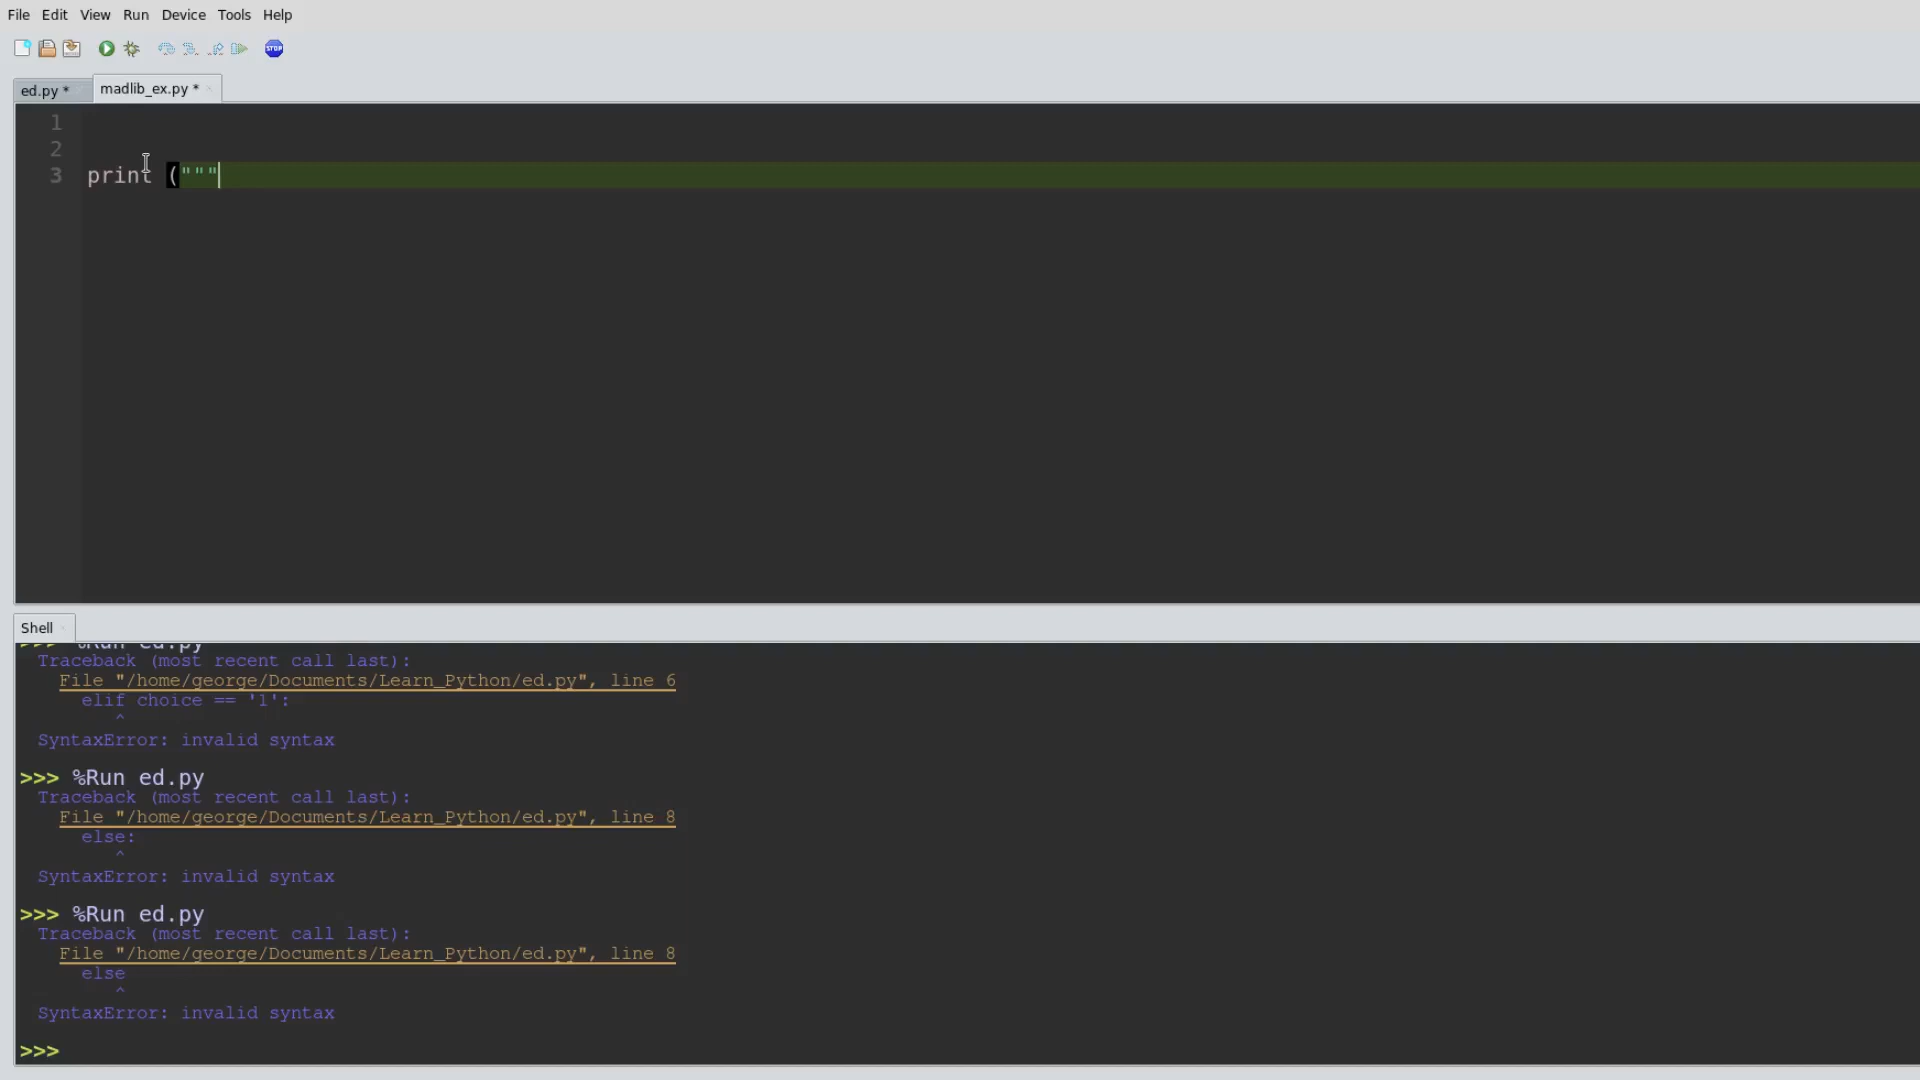 File Edit View Run Device Tools Help
STOP
ed.py * madlib_ex.py *
1
2
3 print ("""
Shell
>>> %Run ed.py
Traceback (most recent call last):
File "/home/george/Documents/Learn_Python/ed.py", line 6
elif choice == '1':
^
SyntaxError: invalid syntax
>>> %Run ed.py
Traceback (most recent call last):
File "/home/george/Documents/Learn_Python/ed.py", line 8
else:
^
SyntaxError: invalid syntax
>>> %Run ed.py
Traceback (most recent call last):
File "/home/george/Documents/Learn_Python/ed.py", line 8
else
^
SyntaxError: invalid syntax
>>>